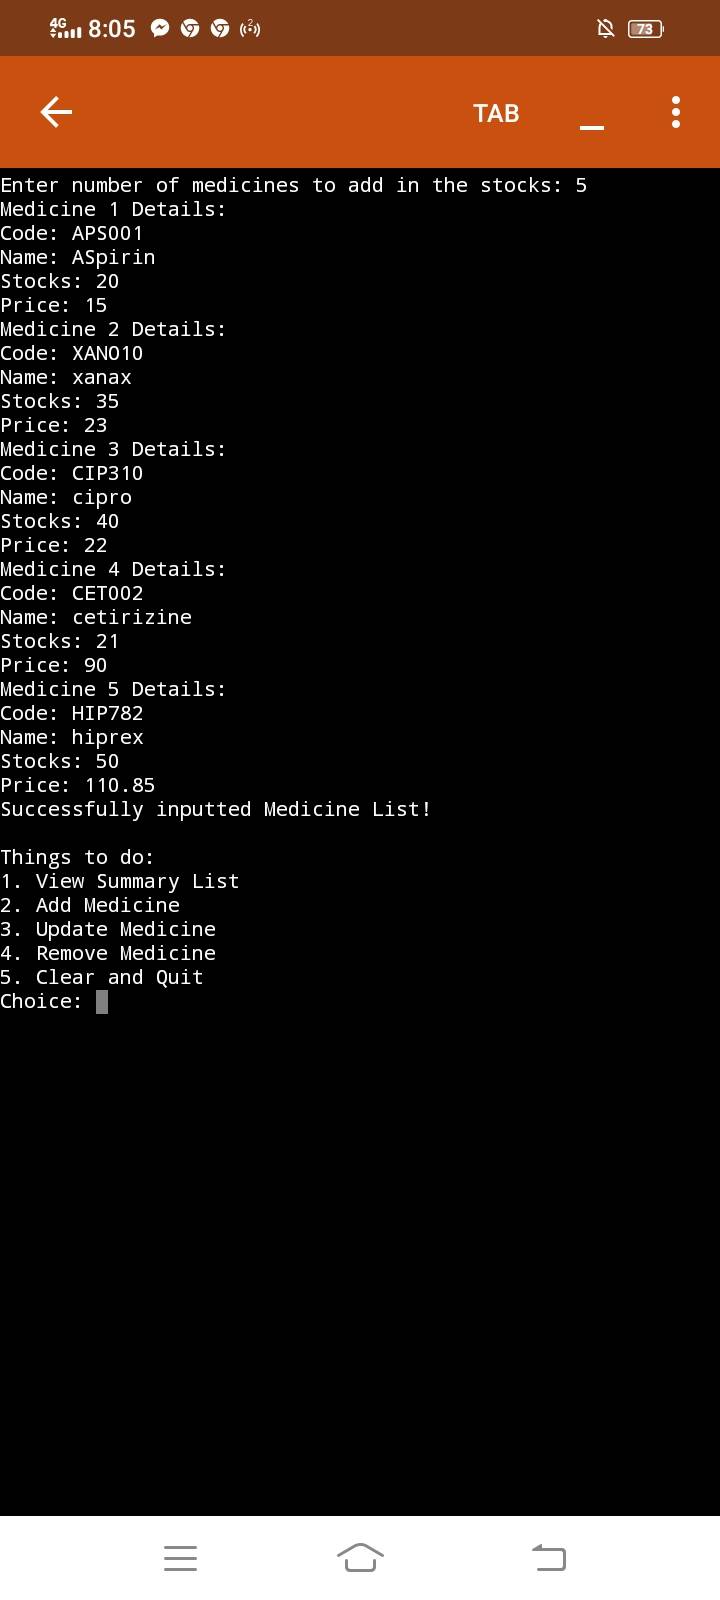 4G 8:05 2 73
TAB
Enter number of medicines to add in the stocks: 5
Medicine 1 Details:
Code: APS001
Name: ASpirin
Stocks: 20
Price: 15
Medicine 2 Details:
Code: XAN010
Name: xanax
Stocks: 35
Price: 23
Medicine 3 Details:
Code: CIP310
Name: cipro
Stocks: 40
Price: 22
Medicine 4 Details:
Code: CET002
Name: cetirizine
Stocks: 21
Price: 90
Medicine 5 Details:
Code: HIP782
Name: hiprex
Stocks: 50
Price: 110.85
Successfully inputted Medicine List!
Things to do:
1. View Summary List
2. Add Medicine
3. Update Medicine
4. Remove Medicine
5. Clear and Quit
Choice: